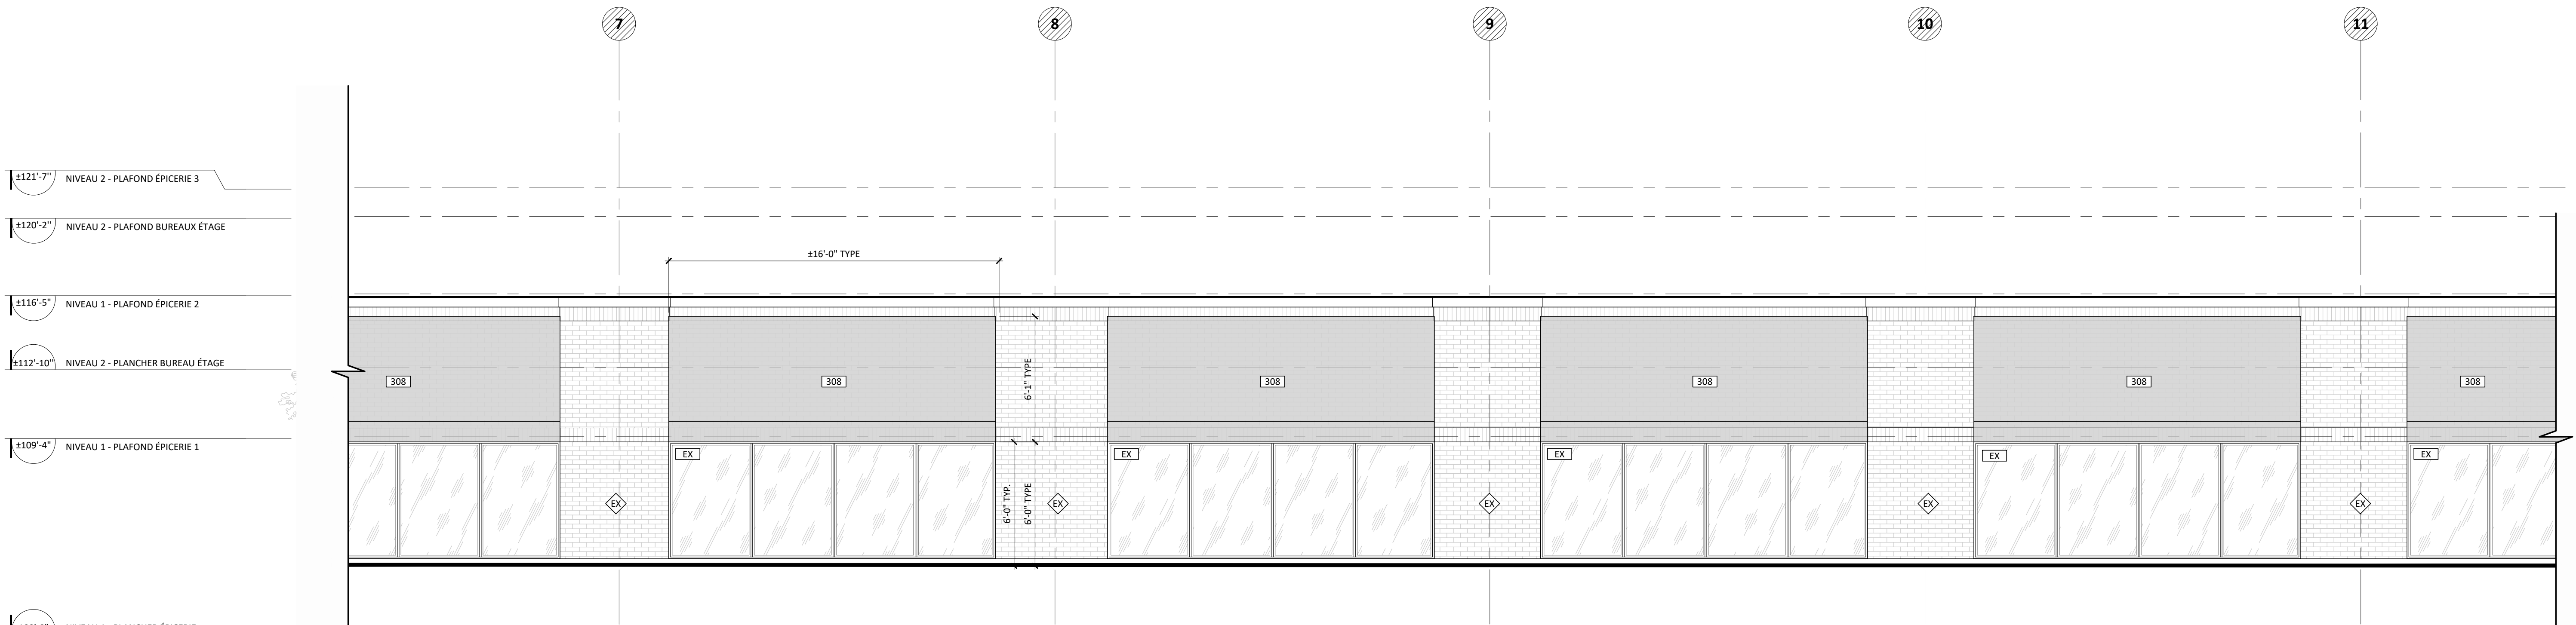 7
8
9
10
11
±121'-7"
NIVEAU 2 - PLAFOND ÉPICERIE 3
±120'-2"
NIVEAU 2 - PLAFOND BUREAUX ÉTAGE
±16'-0" TYPE
±116'-5"
NIVEAU 1 - PLAFOND ÉPICERIE 2
±112'-10"
NIVEAU 2 - PLANCHER BUREAU ÉTAGE
6'-1" TYPE
308
308
308
308
308
308
±109'-4"
NIVEAU 1 - PLAFOND ÉPICERIE 1
EX
EX
EX
EX
EX
6'-0" TYP.
6'-0" TYPE
EX
EX
EX
EX
EX